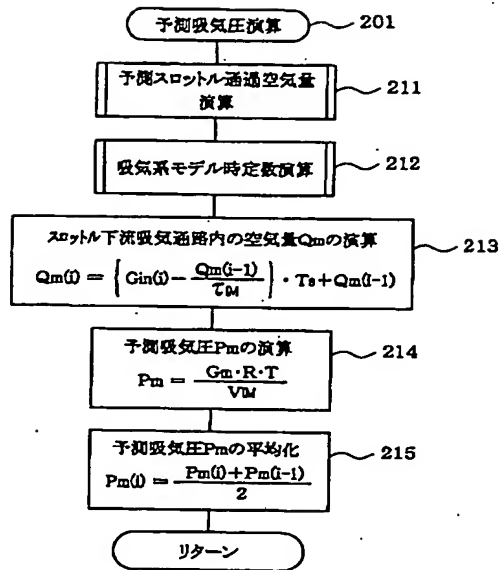 予測吸気圧演算
201
予測スロットル通過空気量
演算
211
吸気系モデル時定数演算
212
スロットル下流吸気通路内の空気量Qmの演算
213
Qm(i) = { Gin(i) - Qm(i-1) / τIM } · Ts + Qm(i-1)
予測吸気圧Pmの演算
214
Pm = Gm · R · T / VIM
予測吸気圧Pmの平均化
215
Pm(i) = Pm(i) + Pm(i-1) / 2
リターン